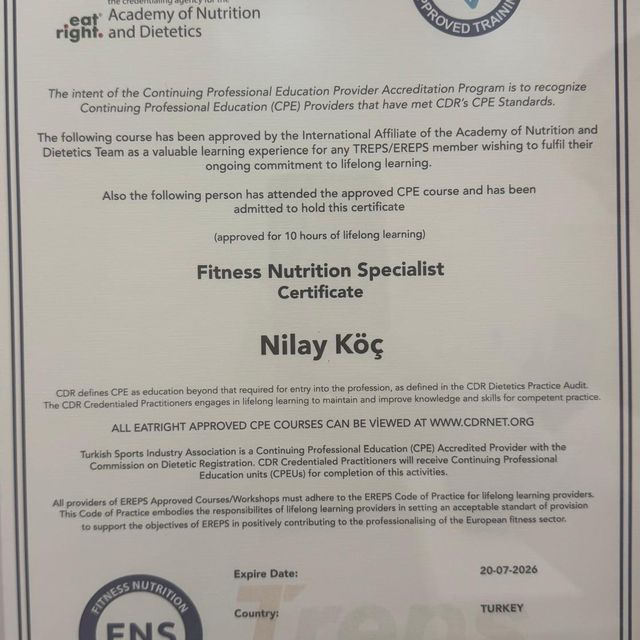 the credentialing agency for the
eat Academy of Nutrition
right. and Dietetics
APPROVED TRAINING
The intent of the Continuing Professional Education Provider Accreditation Program is to recognize
Continuing Professional Education (CPE) Providers that have met CDR's CPE Standards.
The following course has been approved by the International Affiliate of the Academy of Nutrition and
Dietetics Team as a valuable learning experience for any TREPS/EREPS member wishing to fulfil their
ongoing commitment to lifelong learning.
Also the following person has attended the approved CPE course and has been
admitted to hold this certificate
(approved for 10 hours of lifelong learning)
Fitness Nutrition Specialist
Certificate
Nilay Köç
CDR defines CPE as education beyond that required for entry into the profession, as defined in the CDR Dietetics Practice Audit.
The CDR Credentialed Practitioners engages in lifelong learning to maintain and improve knowledge and skills for competent practice.
ALL EATRIGHT APPROVED CPE COURSES CAN BE VİEWED AT WWW.CDRNET.ORG
Turkish Sports Industry Association is a Continuing Professional Education (CPE) Accredited Provider with the
Commission on Dietetic Registration. CDR Credentialed Practitioners will receive Continuing Professional
Education units (CPEUs) for completion of this activities.
All providers of EREPS Approved Courses/Workshops must adhere to the EREPS Code of Practice for lifelong learning providers.
This Code of Practice embodies the responsibilites of lifelong learning providers in setting an acceptable standart of provision
to support the objectives of EREPS in positively contributing to the professionalising of the European fitness sector.
FITNESS NUTRITION
FNS
Expire Date: 20-07-2026
Country: TURKEY
Treps